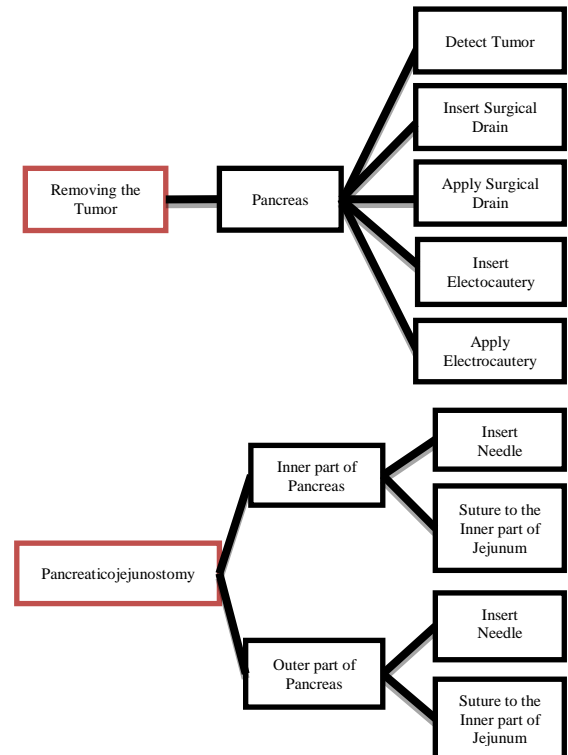 Detect Tumor
Insert Surgical
Drain
Removing the
Tumor
Pancreas
Apply Surgical
Drain
Insert
Electocautery
Apply
Electrocautery
Insert
Needle
Inner part of
Pancreas
Suture to the
Inner part of
Jejunum
Pancreaticojejunostomy
Insert
Needle
Outer part of
Pancreas
Suture to the
Inner part of
Jejunum